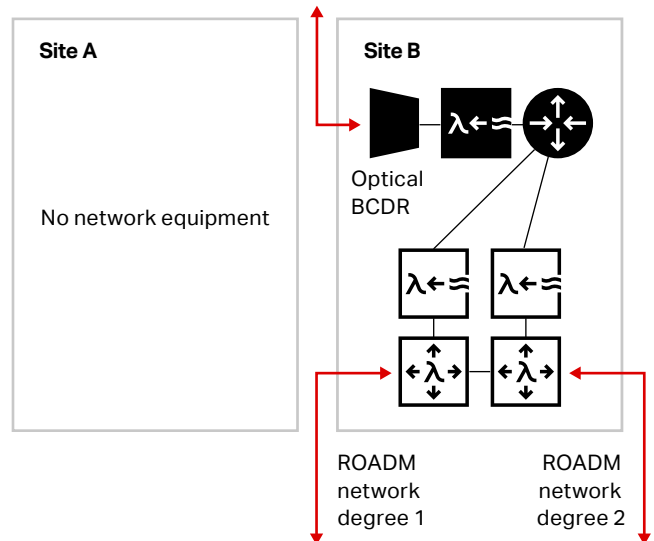 Site A
No network equipment
Site B
λ
Optical
BCDR
λ
λ
λ
λ
ROADM
network
degree 1
ROADM
network
degree 2